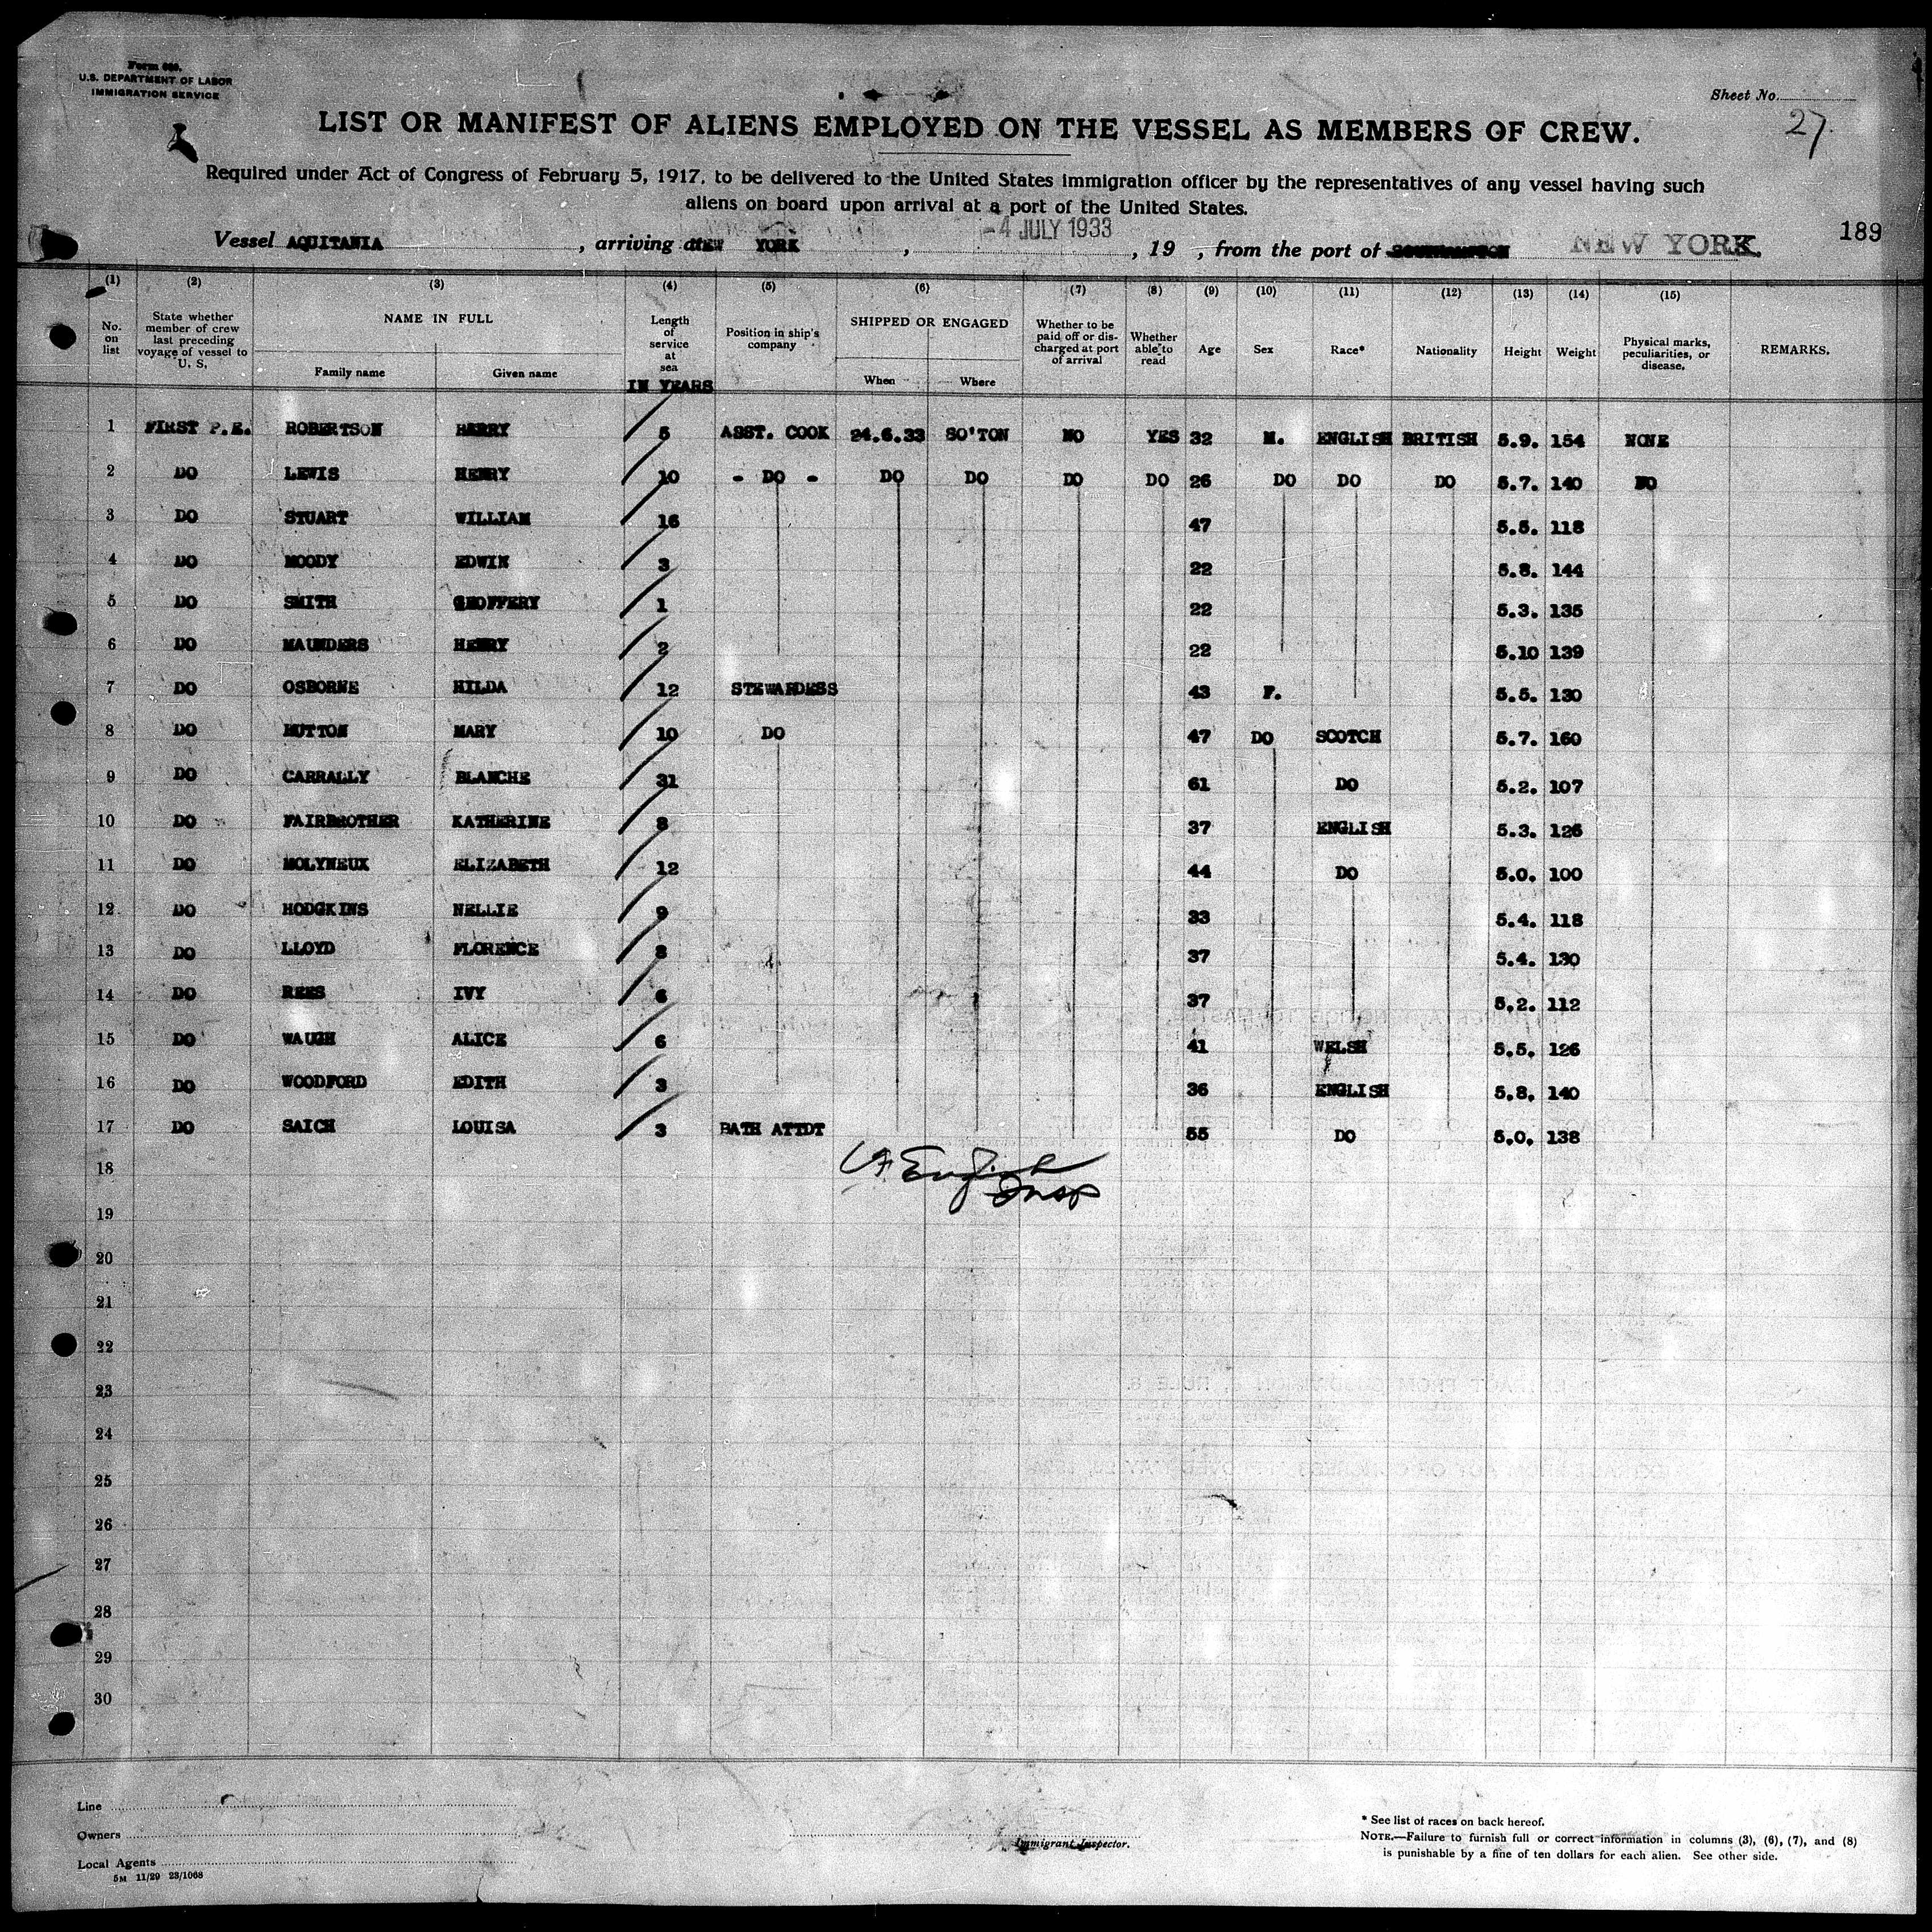 Form 680.
U.S. DEPARTMENT OF LABOR
IMMIGRATION SERVICE
Sheet No.
27.
LIST OR MANIFEST OF ALIENS EMPLOYED ON THE VESSEL AS MEMBERS OF CREW.
Required under Act of Congress of February 5, 1917, to be delivered to the United States immigration officer by the representatives of any vessel having such
aliens on board upon arrival at a port of the United States.
Vessel AQUITANIA, arriving at NEW YORK, -4 JULY 1933, 19 , from the port of SOUTHAMPTON NEW YORK. 189
(1) (2) (3) (4) (5) (6) (7) (8) (9) (10) (11) (12) (13) (14) (15)
No. on list State whether member of crew last preceding voyage of vessel to U. S. NAME IN FULL Family name Given name Length of service at sea IN YEARS Position in ship's company SHIPPED OR ENGAGED When Where Whether to be paid off or discharged at port of arrival Whether able to read Age Sex Race* Nationality Height Weight Physical marks, peculiarities, or disease. REMARKS.
1 FIRST P.E. ROBERTSON HARRY 5 ASST. COOK 24.6.33 SO'TON NO YES 32 M. ENGLISH BRITISH 5.9. 154 NONE
2 DO LEWIS HENRY 10 - DO - DO DO DO DO 26 DO DO DO 5.7. 140 DO
3 DO STUART WILLIAM 16 47 5.5. 118
4 DO MOODY EDWIN 3 22 5.8. 144
5 DO SMITH GEOFFERY 1 22 5.3. 135
6 DO MAUNDERS HENRY 2 22 5.10 139
7 DO OSBORNE HILDA 12 STEWARDESS 43 F. 5.5. 130
8 DO HUTTON MARY 10 DO 47 DO SCOTCH 5.7. 160
9 DO CARRALLY BLANCHE 31 61 DO 5.2. 107
10 DO FAIRBROTHER KATHERINE 8 37 ENGLISH 5.3. 126
11 DO MOLYNEUX ELIZABETH 12 44 DO 5.0. 100
12 DO HODGKINS NELLIE 9 33 5.4. 118
13 DO LLOYD FLORENCE 8 37 5.4. 130
14 DO REES IVY 6 37 5.2. 112
15 DO WAUGH ALICE 6 41 WELSH 5.5. 126
16 DO WOODFORD EDITH 3 36 ENGLISH 5.8. 140
17 DO SAICH LOUISA 3 BATH ATTDT 55 DO 5.0. 138
18
English
Insp
19
20
21
22
23
24
25
26
27
28
29
30
Line
Owners
Local Agents
5M 11/29 23/1068
Immigrant Inspector.
* See list of races on back hereof.
NOTE.—Failure to furnish full or correct information in columns (3), (6), (7), and (8)
is punishable by a fine of ten dollars for each alien. See other side.